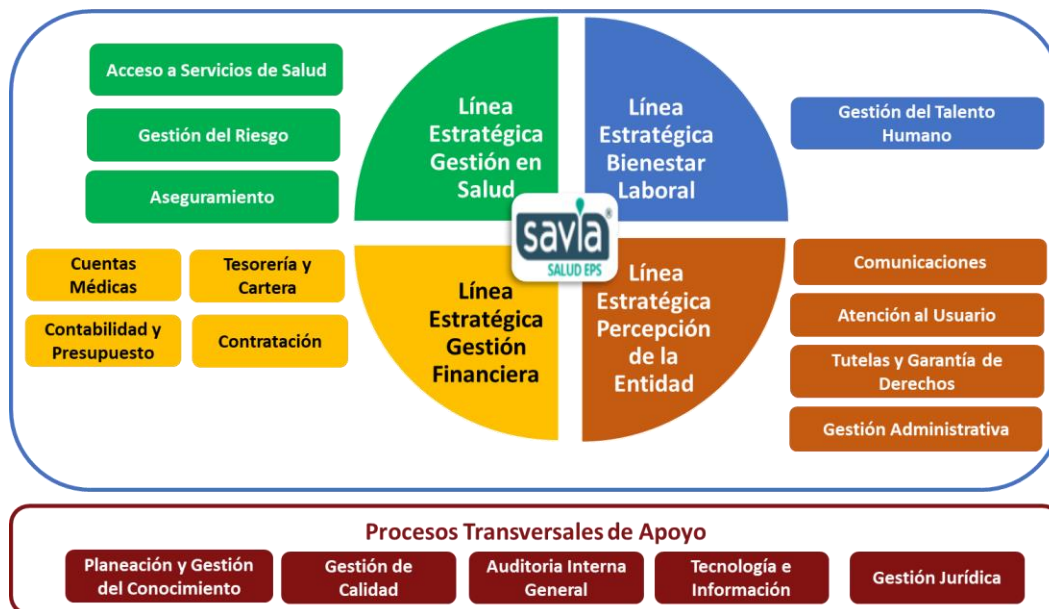 Acceso a Servicios de Salud
Gestión del Riesgo
Aseguramiento
Línea
Estratégica
Gestión en
Salud
Línea
Estratégica
Bienestar
Laboral
Gestión del Talento
Humano
savia®
SALUD EPS
Cuentas
Médicas
Tesorería y
Cartera
Contabilidad y
Presupuesto
Contratación
Línea
Estratégica
Gestión
Financiera
Línea
Estratégica
Percepción
de la
Entidad
Comunicaciones
Atención al Usuario
Tutelas y Garantía de
Derechos
Gestión Administrativa
Procesos Transversales de Apoyo
Planeación y Gestión
del Conocimiento
Gestión de
Calidad
Auditoria Interna
General
Tecnología e
Información
Gestión Jurídica